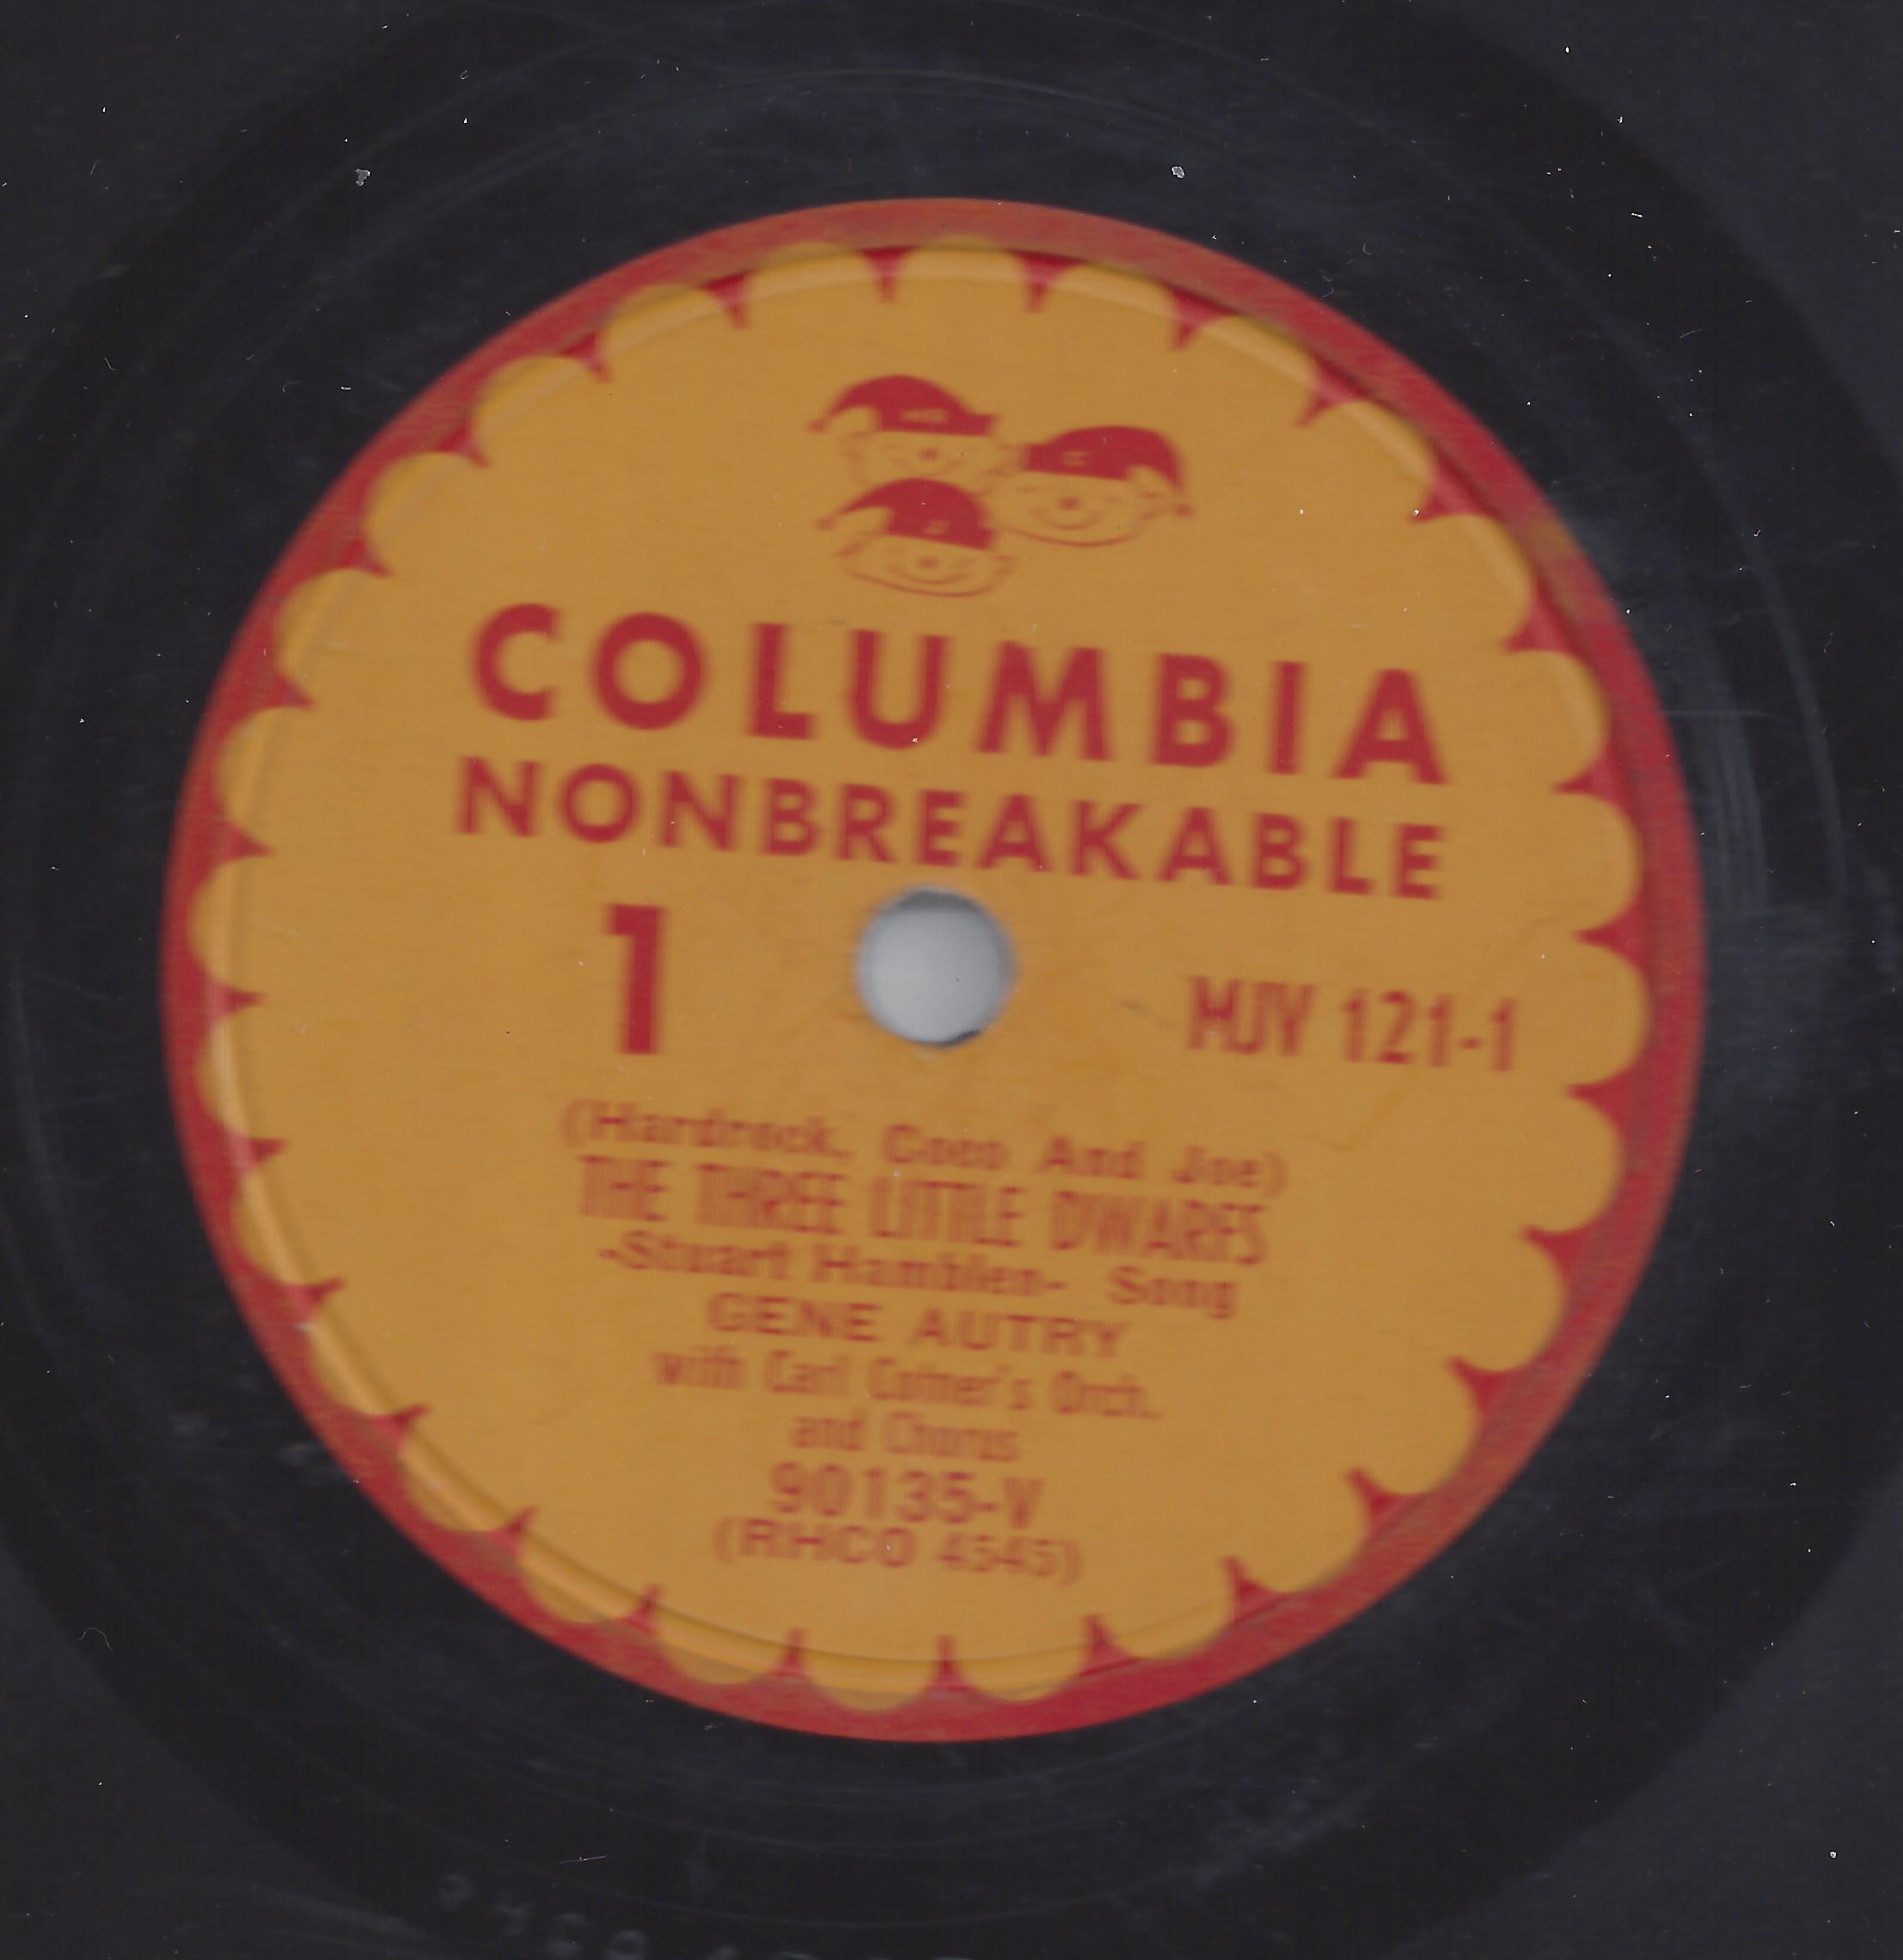 COLUMBIA
NONBREAKABLE
1
MJV 121-1
(Hardrock, Coco And Joe)
THE THREE LITTLE DWARFS
-Stuart Hamblen- Song
GENE AUTRY
with Carl Cotner's Orch.
and Chorus
90135-V
(RHCO 4545)